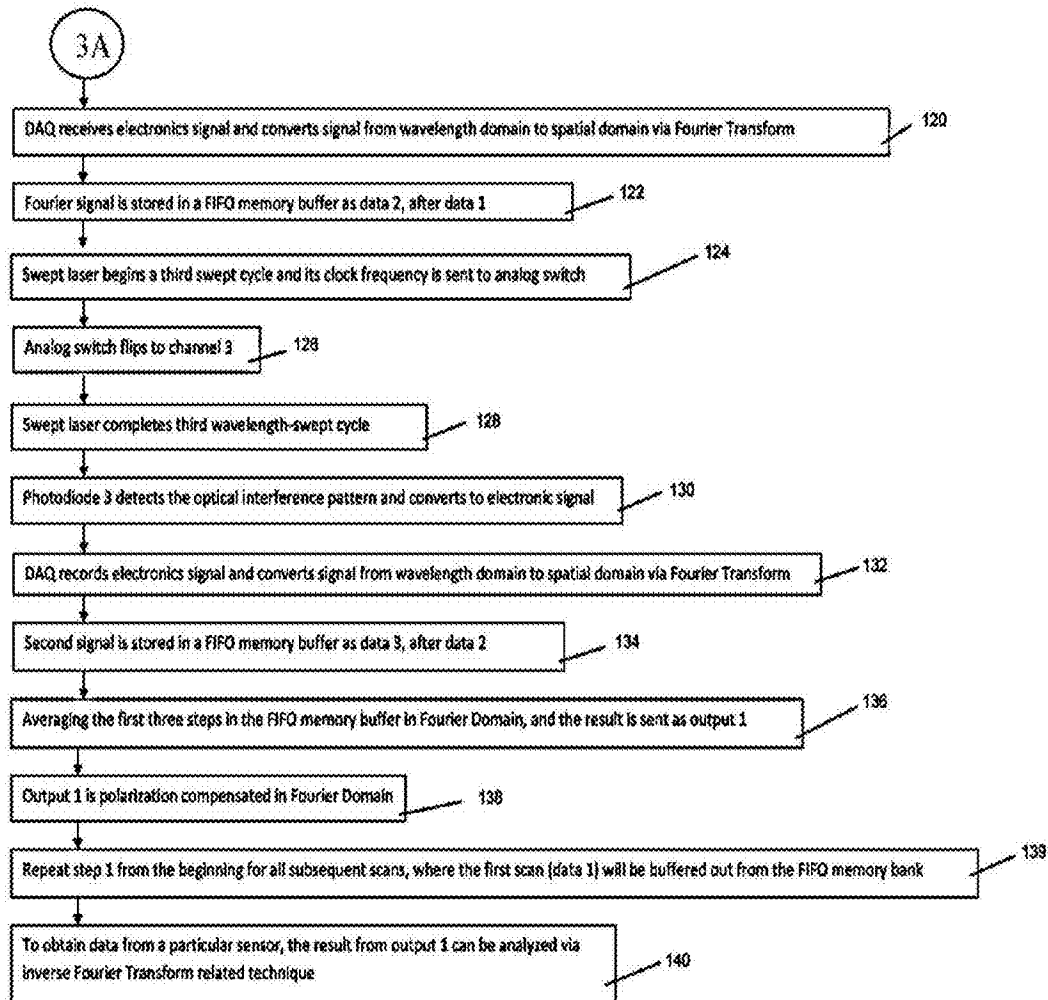 3A
DAQ receives electronics signal and converts signal from wavelength domain to spatial domain via Fourier Transform
120
Fourier signal is stored in a FIFO memory buffer as data 2, after data 1
122
Swept laser begins a third swept cycle and its clock frequency is sent to analog switch
124
Analog switch flips to channel 3
126
Swept laser completes third wavelength-swept cycle
128
Photodiode 3 detects the optical interference pattern and converts to electronic signal
130
DAQ records electronics signal and converts signal from wavelength domain to spatial domain via Fourier Transform
132
Second signal is stored in a FIFO memory buffer as data 3, after data 2
134
Averaging the first three steps in the FIFO memory buffer in Fourier Domain, and the result is sent as output 1
136
Output 1 is polarization compensated in Fourier Domain
138
Repeat step 1 from the beginning for all subsequent scans, where the first scan (data 1) will be buffered out from the FIFO memory bank
139
To obtain data from a particular sensor, the result from output 1 can be analyzed via
inverse Fourier Transform related technique
140